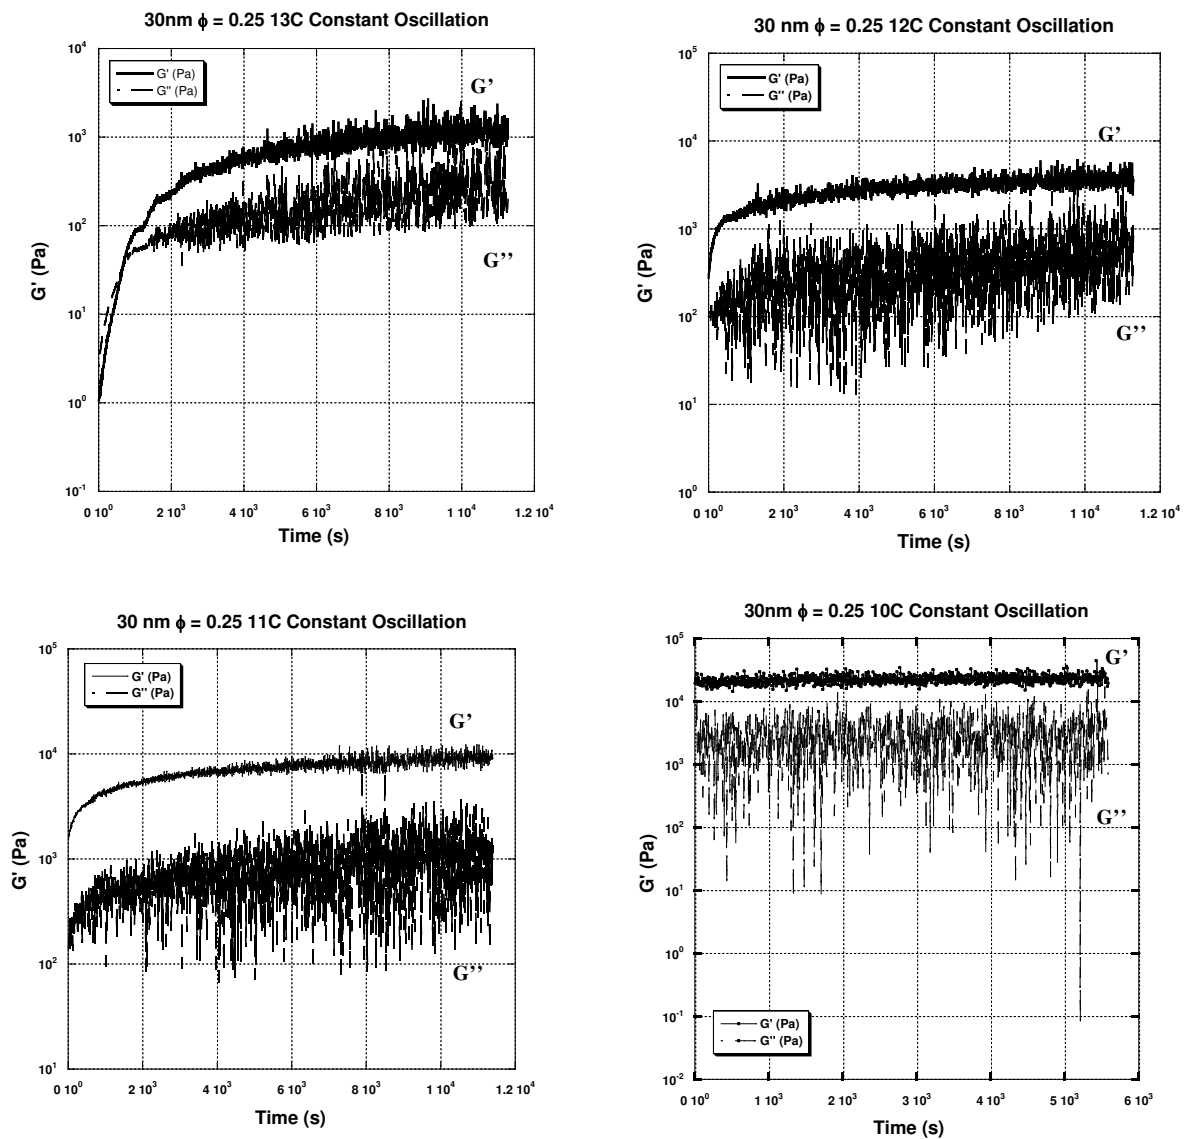 30nm ϕ = 0.25 13C Constant Oscillation
10⁴
10³
10²
10¹
10⁰
10⁻¹
G' (Pa)
G' (Pa)
G'' (Pa)
G’
G’’
0 10⁰ 2 10³ 4 10³ 6 10³ 8 10³ 1 10⁴ 1.2 10⁴
Time (s)
30 nm ϕ = 0.25 12C Constant Oscillation
10⁵
10⁴
10³
10²
10¹
10⁰
G' (Pa)
G' (Pa)
G'' (Pa)
G’
G’’
0 10⁰ 2 10³ 4 10³ 6 10³ 8 10³ 1 10⁴ 1.2 10⁴
Time (s)
30 nm ϕ = 0.25 11C Constant Oscillation
10⁵
10⁴
10³
10²
10¹
G' (Pa)
G' (Pa)
G'' (Pa)
G’
G’’
0 10⁰ 2 10³ 4 10³ 6 10³ 8 10³ 1 10⁴ 1.2 10⁴
Time (s)
30nm ϕ = 0.25 10C Constant Oscillation
10⁵
10⁴
10³
10²
10¹
10⁰
10⁻¹
10⁻²
G' (Pa)
G’
G’’
G' (Pa)
G'' (Pa)
0 10⁰ 1 10³ 2 10³ 3 10³ 4 10³ 5 10³ 6 10³
Time (s)